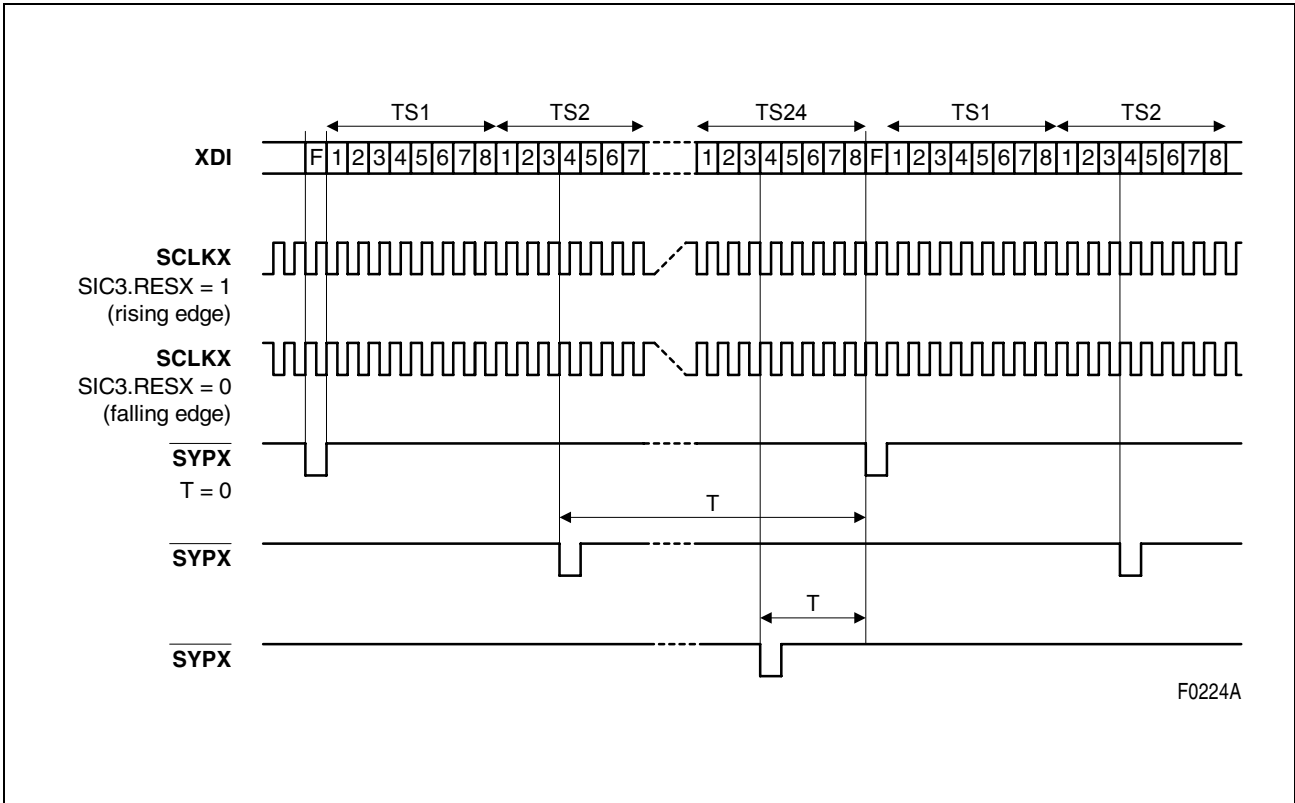 TS1 TS2 TS24 TS1 TS2
XDI F 1 2 3 4 5 6 7 8 1 2 3 4 5 6 7 1 2 3 4 5 6 7 8 F 1 2 3 4 5 6 7 8 1 2 3 4 5 6 7 8
SCLKX
SIC3.RESX = 1
(rising edge)
SCLKX
SIC3.RESX = 0
(falling edge)
SYPX
T = 0
T
SYPX
T
SYPX
F0224A